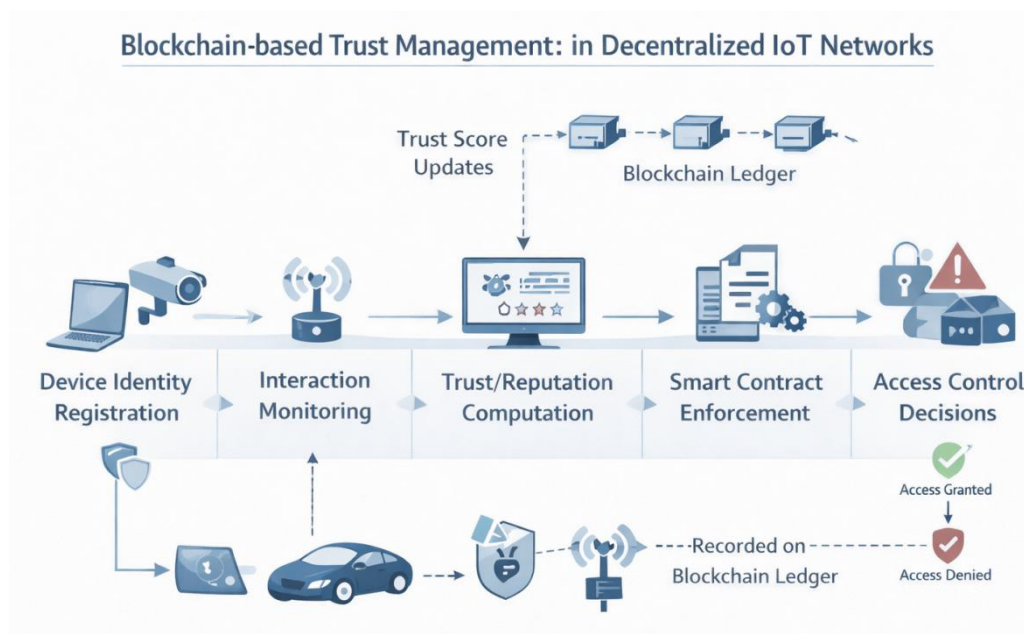 Blockchain-based Trust Management: in Decentralized IoT Networks
Trust Score
Updates
Blockchain Ledger
Device Identity
Registration
Interaction
Monitoring
Trust/Reputation
Computation
Smart Contract
Enforcement
Access Control
Decisions
Access Granted
Recorded on
Blockchain Ledger
Access Denied